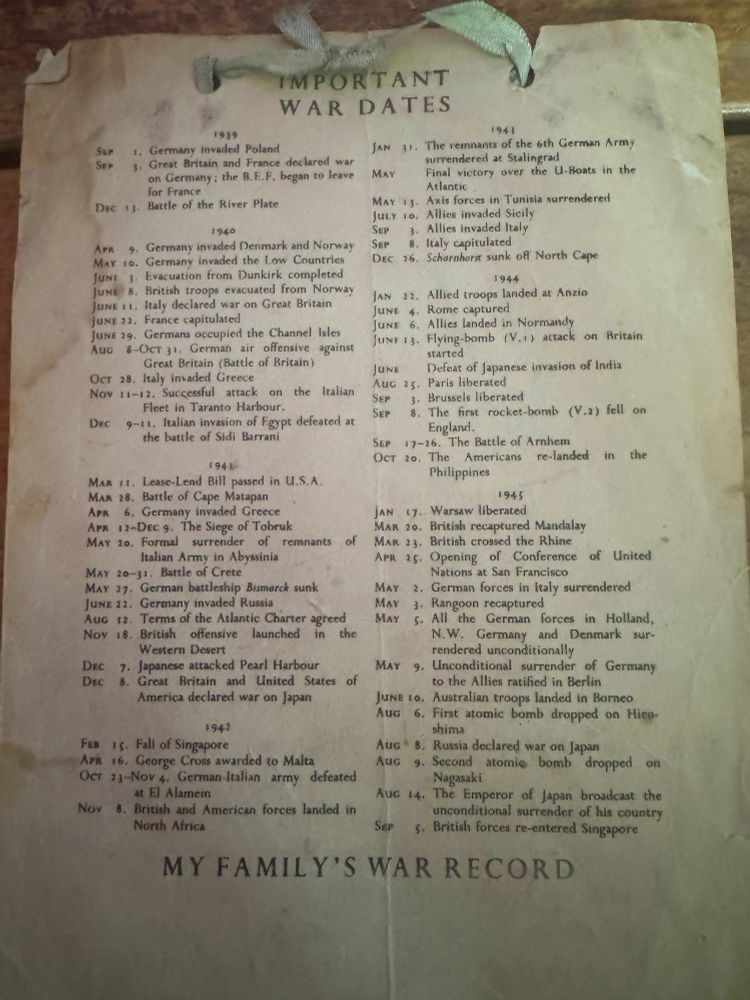 IMPORTANT
WAR DATES
1939
SEP 1. Germany invaded Poland
SEP 3. Great Britain and France declared war
on Germany; the B.E.F. began to leave
for France
DEC 13. Battle of the River Plate
1940
APR 9. Germany invaded Denmark and Norway
MAY 10. Germany invaded the Low Countries
JUNE 3. Evacuation from Dunkirk completed
JUNE 8. British troops evacuated from Norway
JUNE 11. Italy declared war on Great Britain
JUNE 22. France capitulated
JUNE 29. Germans occupied the Channel Isles
AUG 8-OCT 31. German air offensive against
Great Britain (Battle of Britain)
OCT 28. Italy invaded Greece
NOV 11-12. Successful attack on the Italian
Fleet in Taranto Harbour.
DEC 9-11. Italian invasion of Egypt defeated at
the battle of Sidi Barrani
1941
MAR 11. Lease-Lend Bill passed in U.S.A.
MAR 28. Battle of Cape Matapan
APR 6. Germany invaded Greece
APR 12-DEC 9. The Siege of Tobruk
MAY 20. Formal surrender of remnants of
Italian Army in Abyssinia
MAY 20-31. Battle of Crete
MAY 27. German battleship Bismarck sunk
JUNE 22. Germany invaded Russia
AUG 12. Terms of the Atlantic Charter agreed
NOV 18. British offensive launched in the
Western Desert
DEC 7. Japanese attacked Pearl Harbour
DEC 8. Great Britain and United States of
America declared war on Japan
1942
FEB 15. Fall of Singapore
APR 16. George Cross awarded to Malta
OCT 23-NOV 4. German-Italian army defeated
at El Alamein
NOV 8. British and American forces landed in
North Africa
1943
JAN 31. The remnants of the 6th German Army
surrendered at Stalingrad
MAY Final victory over the U-Boats in the
Atlantic
MAY 13. Axis forces in Tunisia surrendered
JULY 10. Allies invaded Sicily
SEP 3. Allies invaded Italy
SEP 8. Italy capitulated
DEC 26. Scharnhorst sunk off North Cape
1944
JAN 22. Allied troops landed at Anzio
JUNE 4. Rome captured
JUNE 6. Allies landed in Normandy
JUNE 13. Flying-bomb (V.1) attack on Britain
started
JUNE Defeat of Japanese invasion of India
AUG 25. Paris liberated
SEP 3. Brussels liberated
SEP 8. The first rocket-bomb (V.2) fell on
England.
SEP 17-26. The Battle of Arnhem
OCT 20. The Americans re-landed in the
Philippines
1945
JAN 17. Warsaw liberated
MAR 20. British recaptured Mandalay
MAR 23. British crossed the Rhine
APR 25. Opening of Conference of United
Nations at San Francisco
MAY 2. German forces in Italy surrendered
MAY 3. Rangoon recaptured
MAY 5. All the German forces in Holland,
N.W. Germany and Denmark sur-
rendered unconditionally
MAY 9. Unconditional surrender of Germany
to the Allies ratified in Berlin
JUNE 10. Australian troops landed in Borneo
AUG 6. First atomic bomb dropped on Hiro-
shima
AUG 8. Russia declared war on Japan
AUG 9. Second atomic bomb dropped on
Nagasaki
AUG 14. The Emperor of Japan broadcast the
unconditional surrender of his country
SEP 5. British forces re-entered Singapore
MY FAMILY'S WAR RECORD